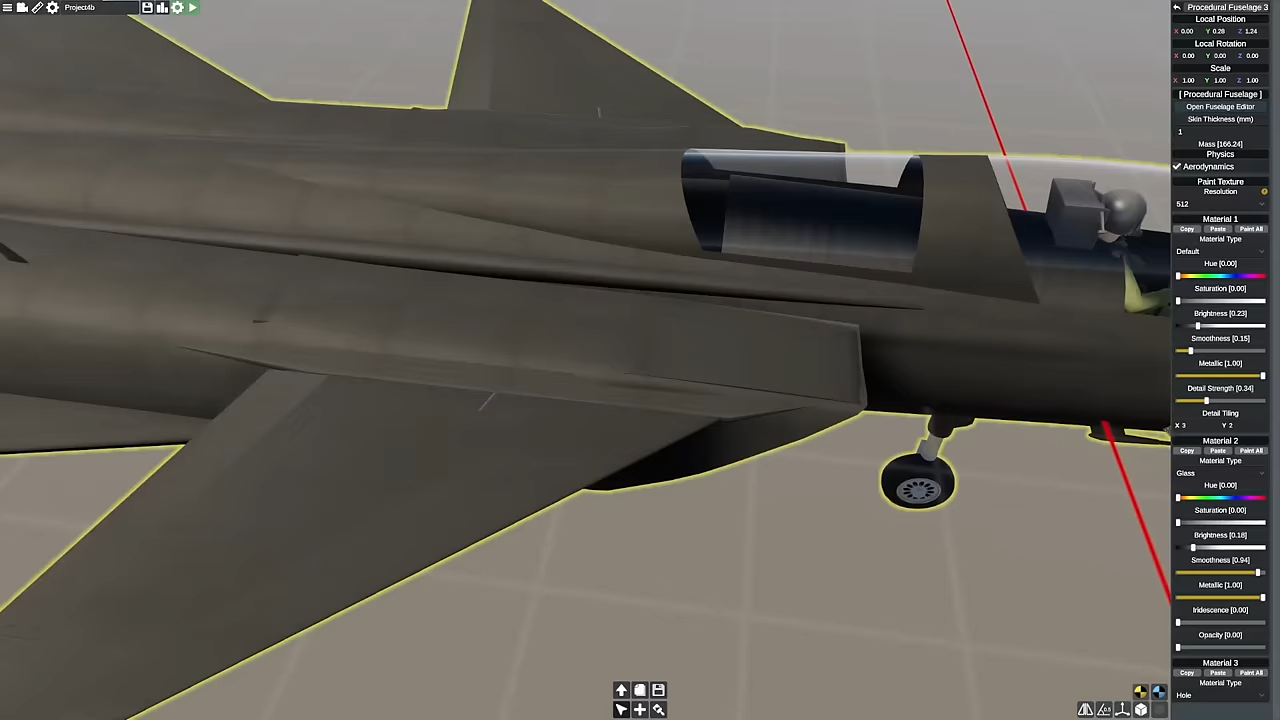 Project4b
Procedural Fuselage 3
Local Position
X 0.00 Y 0.28 Z 1.24
Local Rotation
X 0.00 Y 0.00 Z 0.00
Scale
X 1.00 Y 1.00 Z 1.00
[ Procedural Fuselage ]
Open Fuselage Editor
Skin Thickness (mm)
1
Mass [166.24]
Physics
Aerodynamics
Paint Texture
Resolution
512
Material 1
Copy Paste Paint All
Material Type
Default
Hue [0.00]
Saturation [0.00]
Brightness [0.23]
Smoothness [0.15]
Metallic [1.00]
Detail Strength [0.34]
Detail Tiling
X 3 Y 2
Material 2
Copy Paste Paint All
Material Type
Glass
Hue [0.00]
Saturation [0.00]
Brightness [0.18]
Smoothness [0.94]
Metallic [1.00]
Iridescence [0.00]
Opacity [0.00]
Material 3
Copy Paste Paint All
Material Type
Hole